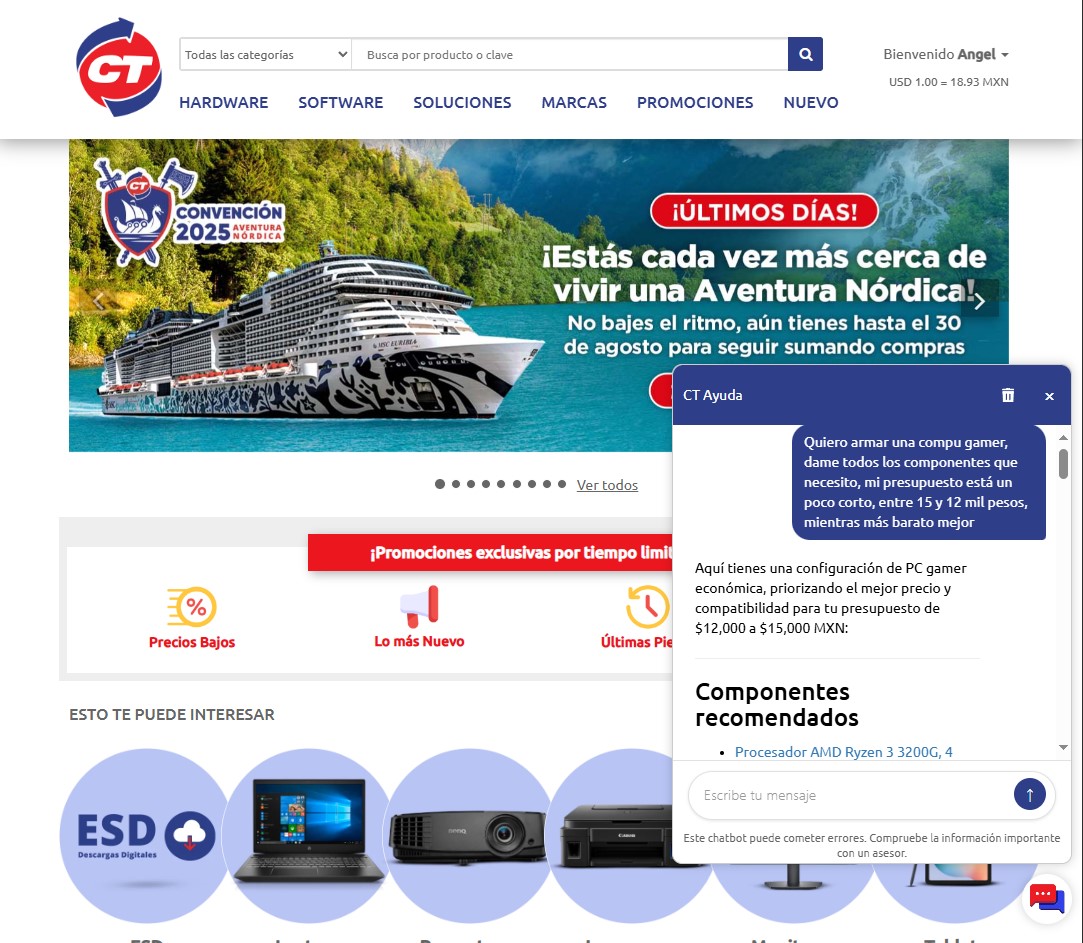 CT
Todas las categorías
Busca por producto o clave
Bienvenido Angel
USD 1.00 = 18.93 MXN
HARDWARE SOFTWARE SOLUCIONES MARCAS PROMOCIONES NUEVO
CT
CONVENCIÓN
2025 AVENTURA
NÓRDICA
¡ÚLTIMOS DÍAS!
¡Estás cada vez más cerca de
vivir una Aventura Nórdica!
No bajes el ritmo, aún tienes hasta el 30
de agosto para seguir sumando compras
MSC EURIBIA
Ver todos
¡Promociones exclusivas por tiempo limit
Precios Bajos
Lo más Nuevo
Últimas Pie
ESTO TE PUEDE INTERESAR
ESD
Descargas Digitales
BenQ
Canon
CT Ayuda
Quiero armar una compu gamer,
dame todos los componentes que
necesito, mi presupuesto está un
poco corto, entre 15 y 12 mil pesos,
mientras más barato mejor
Aquí tienes una configuración de PC gamer
económica, priorizando el mejor precio y
compatibilidad para tu presupuesto de
$12,000 a $15,000 MXN:
Componentes
recomendados
• Procesador AMD Ryzen 3 3200G, 4
Escribe tu mensaje
Este chatbot puede cometer errores. Compruebe la información importante
con un asesor.